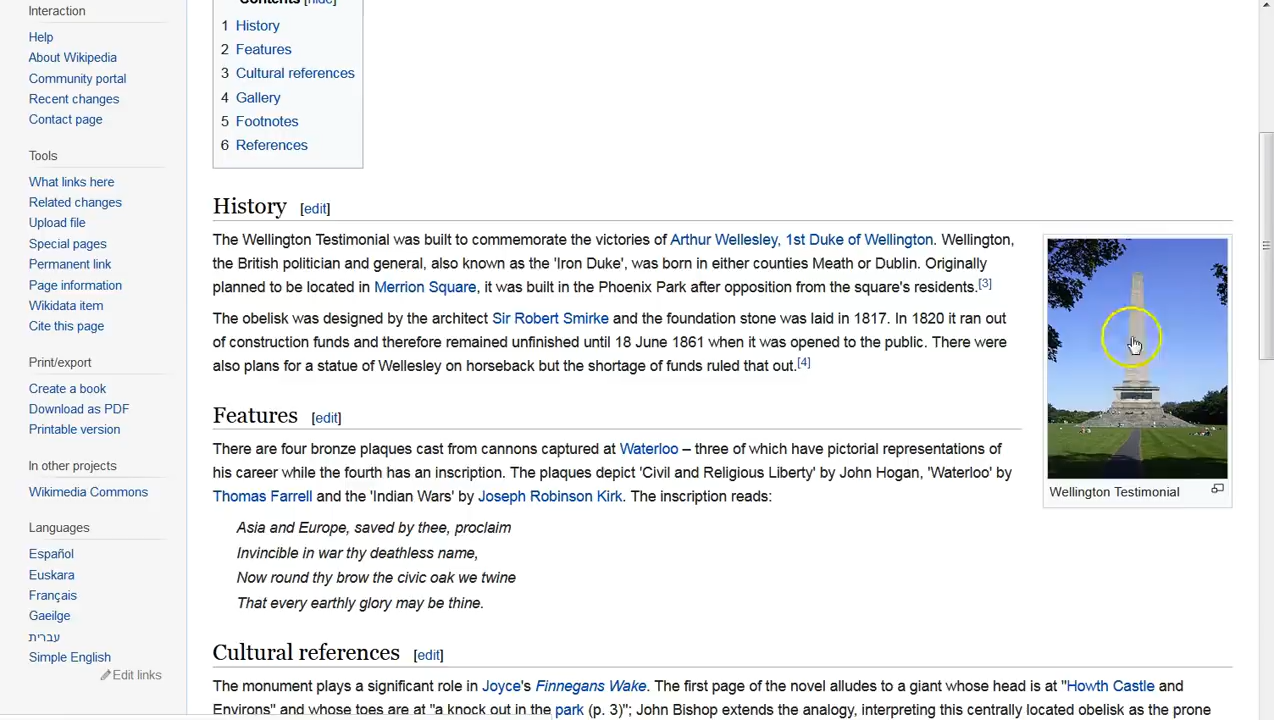 Interaction
Help
About Wikipedia
Community portal
Recent changes
Contact page
Tools
What links here
Related changes
Upload file
Special pages
Permanent link
Page information
Wikidata item
Cite this page
Print/export
Create a book
Download as PDF
Printable version
In other projects
Wikimedia Commons
Languages
Español
Euskara
Français
Gaeilge
עברית
Simple English
Edit links
Contents [hide]
1 History
2 Features
3 Cultural references
4 Gallery
5 Footnotes
6 References
History [edit]
The Wellington Testimonial was built to commemorate the victories of Arthur Wellesley, 1st Duke of Wellington. Wellington,
the British politician and general, also known as the 'Iron Duke', was born in either counties Meath or Dublin. Originally
planned to be located in Merrion Square, it was built in the Phoenix Park after opposition from the square's residents.[3]
The obelisk was designed by the architect Sir Robert Smirke and the foundation stone was laid in 1817. In 1820 it ran out
of construction funds and therefore remained unfinished until 18 June 1861 when it was opened to the public. There were
also plans for a statue of Wellesley on horseback but the shortage of funds ruled that out.[4]
Wellington Testimonial
Features [edit]
There are four bronze plaques cast from cannons captured at Waterloo – three of which have pictorial representations of
his career while the fourth has an inscription. The plaques depict 'Civil and Religious Liberty' by John Hogan, 'Waterloo' by
Thomas Farrell and the 'Indian Wars' by Joseph Robinson Kirk. The inscription reads:
Asia and Europe, saved by thee, proclaim
Invincible in war thy deathless name,
Now round thy brow the civic oak we twine
That every earthly glory may be thine.
Cultural references [edit]
The monument plays a significant role in Joyce's Finnegans Wake. The first page of the novel alludes to a giant whose head is at "Howth Castle and
Environs" and whose toes are at "a knock out in the park (p. 3)"; John Bishop extends the analogy, interpreting this centrally located obelisk as the prone